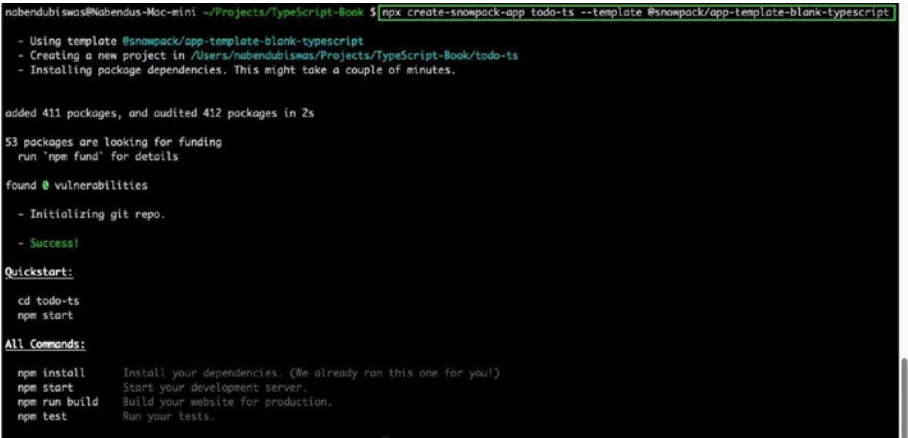 nabendubiswas@Nabendus-Mac-mini ~/Projects/TypeScript-Book $ npx create-snowpack-app todo-ts --template @snowpack/app-template-blank-typescript
- Using template @snowpack/app-template-blank-typescript
- Creating a new project in /Users/nabendubiswas/Projects/TypeScript-Book/todo-ts
- Installing package dependencies. This might take a couple of minutes.
added 411 packages, and audited 412 packages in 2s
53 packages are looking for funding
run `npm fund` for details
found 0 vulnerabilities
- Initializing git repo.
- Success!
Quickstart:
cd todo-ts
npm start
All Commands:
npm install Install your dependencies. (We already ran this one for you!)
npm start Start your development server.
npm run build Build your website for production.
npm test Run your tests.